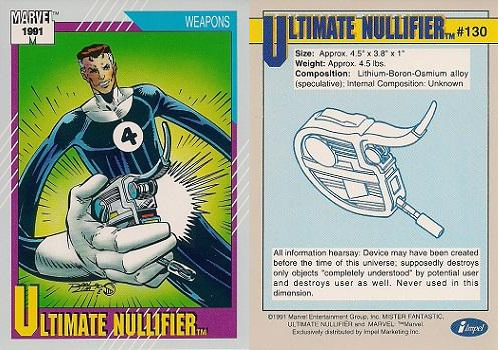 MARVEL™
1991
M
WEAPONS
4
ULTIMATE NULLIFIER™
ULTIMATE NULLIFIER™ #130
Size: Approx. 4.5" x 3.8" x 1"
Weight: Approx. 4.5 lbs.
Composition: Lithium-Boron-Osmium alloy
(speculative); Internal Composition: Unknown
All information hearsay: Device may have been created
before the time of this universe; supposedly destroys
only objects "completely understood" by potential user
and destroys user as well. Never used in this
dimension.
©1991 Marvel Entertainment Group, Inc. MISTER FANTASTIC,
ULTIMATE NULLIFIER and MARVEL: ™Marvel.
Exclusively distributed by Impel Marketing Inc.
Impel